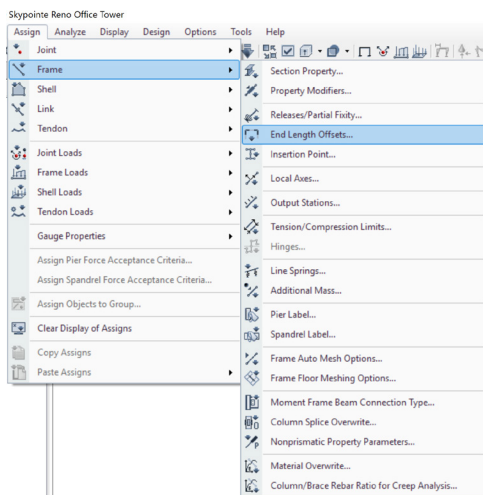 Skypointe Reno Office Tower
Assign Analyze Display Design Options Tools Help
Joint
Frame
Shell
Link
Tendon
Joint Loads
Frame Loads
Shell Loads
Tendon Loads
Gauge Properties
Assign Pier Force Acceptance Criteria...
Assign Spandrel Force Acceptance Criteria...
Assign Objects to Group...
Clear Display of Assigns
Copy Assigns
Paste Assigns
Section Property...
Property Modifiers...
Releases/Partial Fixity...
End Length Offsets...
Insertion Point...
Local Axes...
Output Stations...
Tension/Compression Limits...
Hinges...
Line Springs...
Additional Mass...
Pier Label...
Spandrel Label...
Frame Auto Mesh Options...
Frame Floor Meshing Options...
Moment Frame Beam Connection Type...
Column Splice Overwrite...
Nonprismatic Property Parameters...
Material Overwrite...
Column/Brace Rebar Ratio for Creep Analysis...